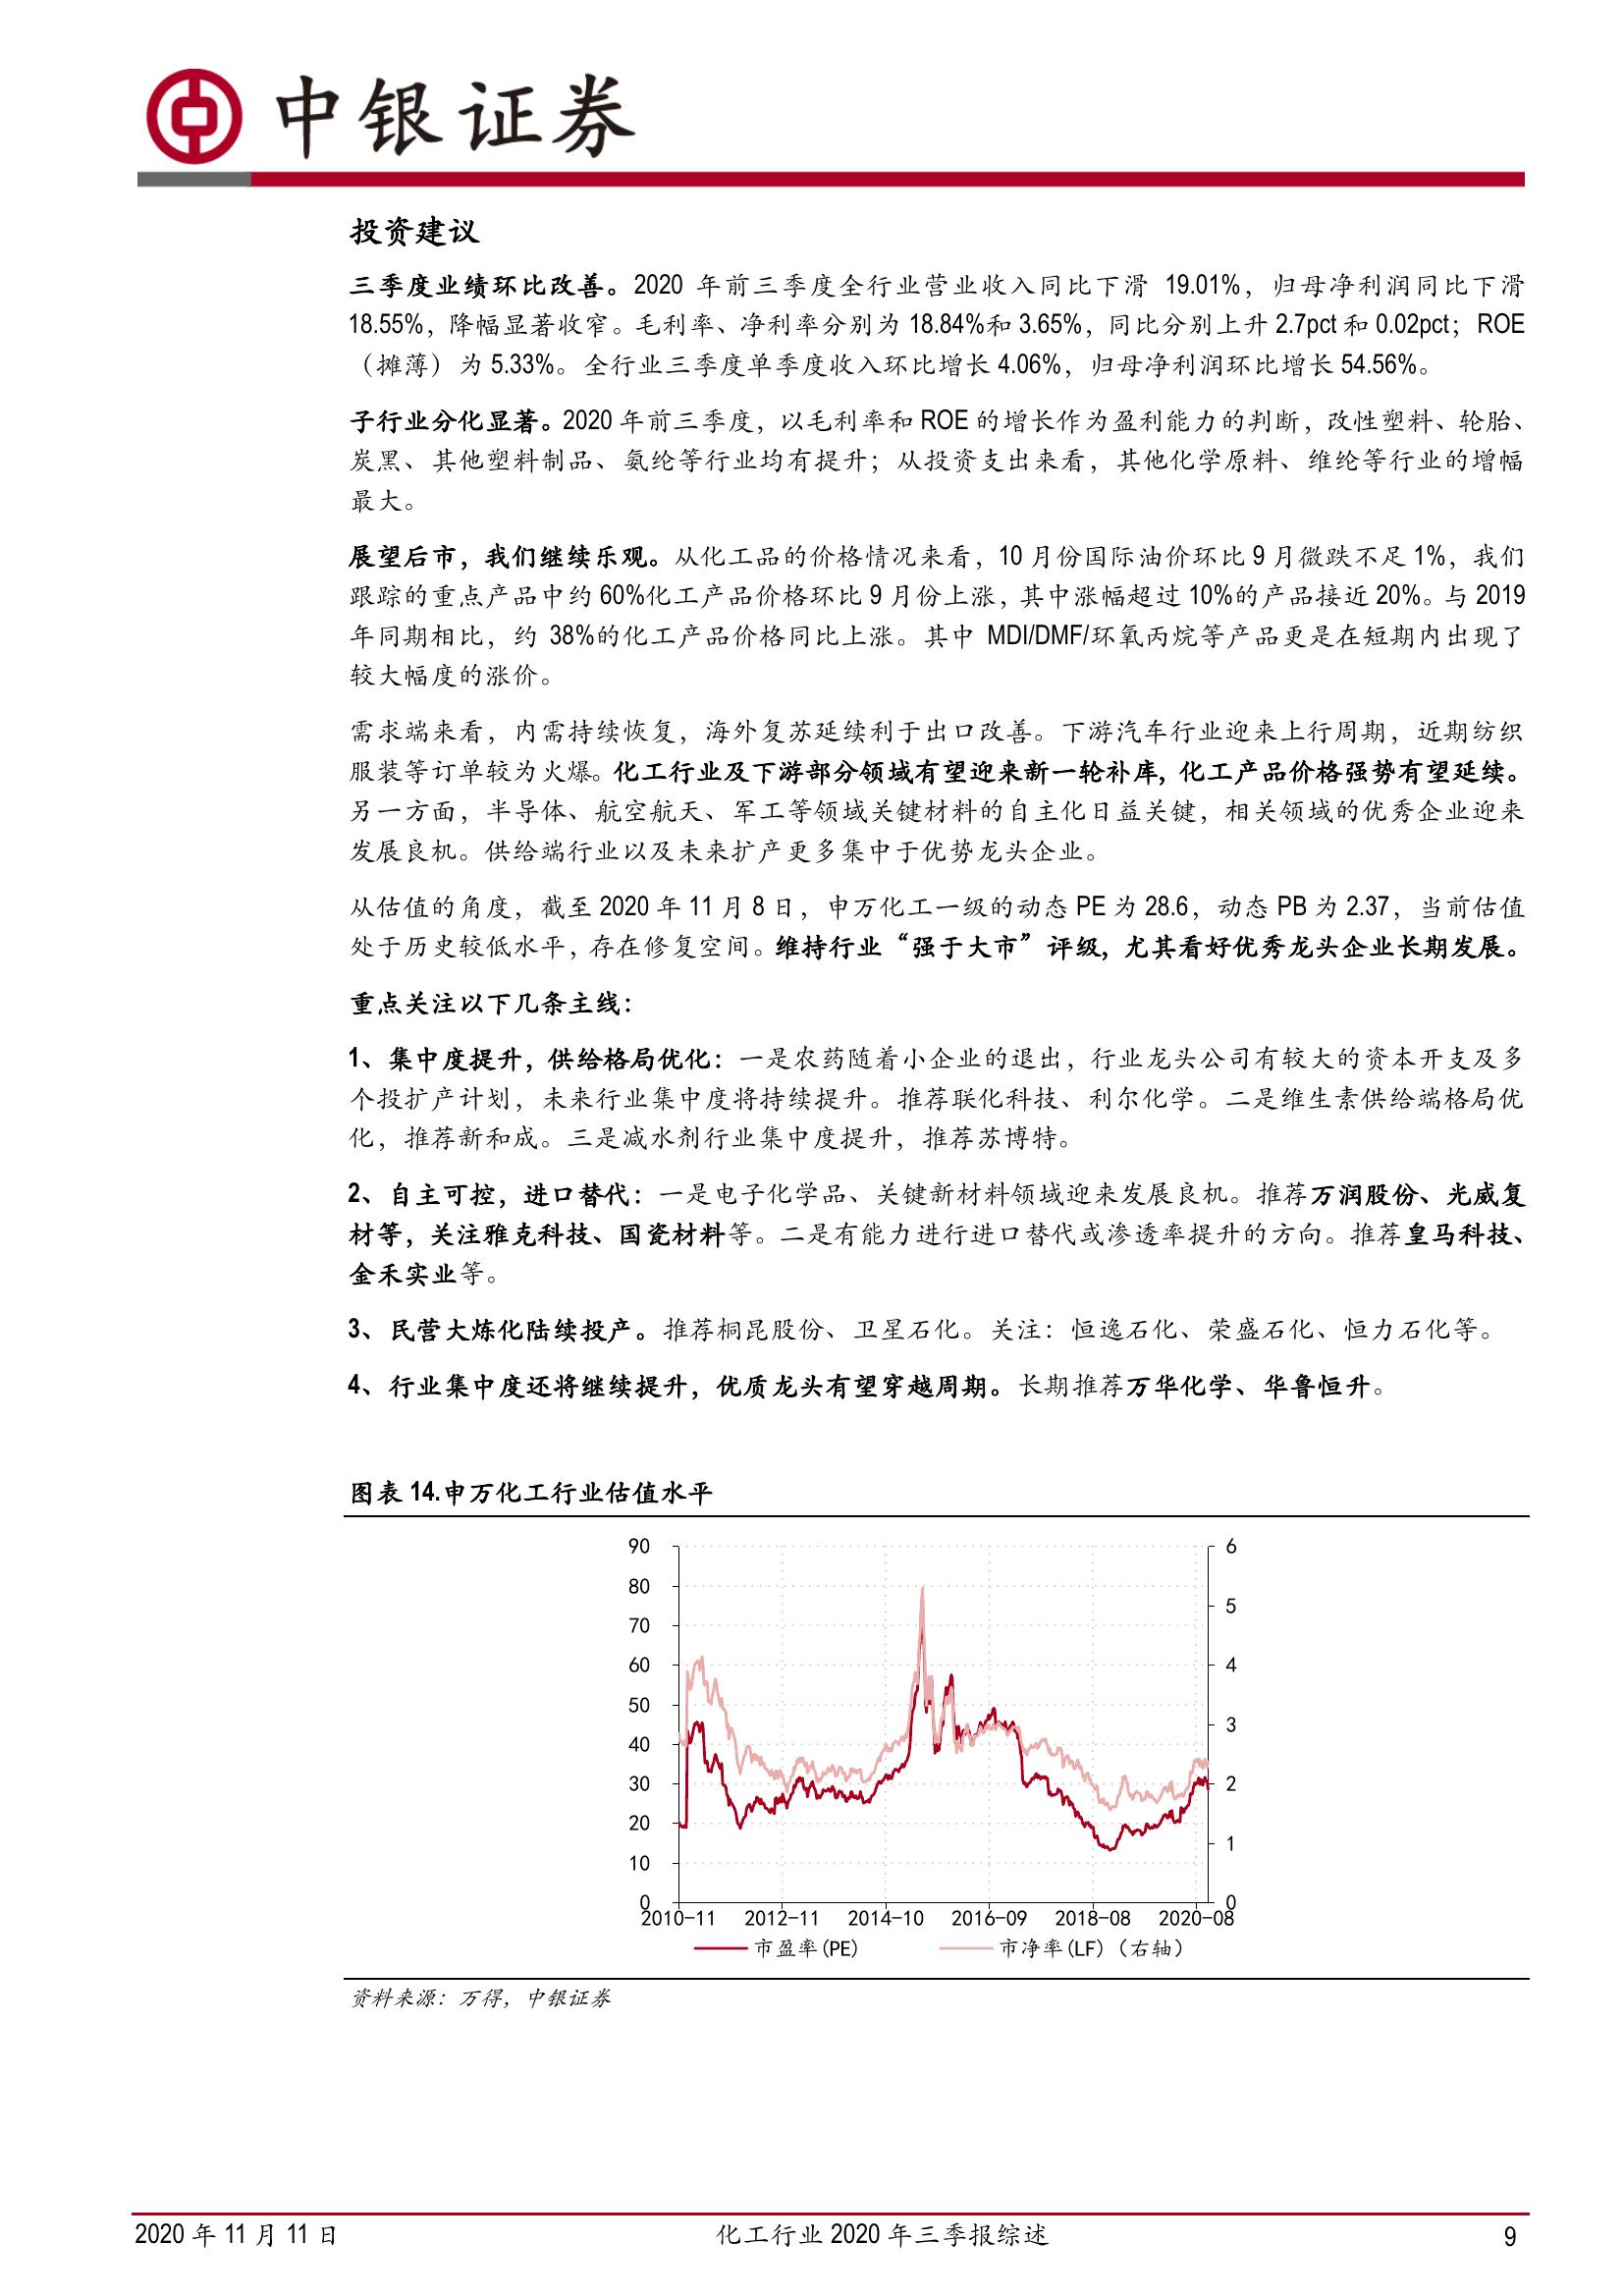 中银证券
投资建议
三季度业绩环比改善。2020 年前三季度全行业营业收入同比下滑 19.01%，归母净利润同比下滑
18.55%，降幅显著收窄。毛利率、净利率分别为 18.84%和 3.65%，同比分别上升 2.7pct 和 0.02pct；ROE
（摊薄）为 5.33%。全行业三季度单季度收入环比增长 4.06%，归母净利润环比增长 54.56%。
子行业分化显著。2020 年前三季度，以毛利率和 ROE 的增长作为盈利能力的判断，改性塑料、轮胎、
炭黑、其他塑料制品、氨纶等行业均有提升；从投资支出来看，其他化学原料、维纶等行业的增幅
最大。
展望后市，我们继续乐观。从化工品的价格情况来看，10 月份国际油价环比 9 月微跌不足 1%，我们
跟踪的重点产品中约 60%化工产品价格环比 9 月份上涨，其中涨幅超过 10%的产品接近 20%。与 2019
年同期相比，约 38%的化工产品价格同比上涨。其中 MDI/DMF/环氧丙烷等产品更是在短期内出现了
较大幅度的涨价。
需求端来看，内需持续恢复，海外复苏延续利于出口改善。下游汽车行业迎来上行周期，近期纺织
服装等订单较为火爆。化工行业及下游部分领域有望迎来新一轮补库，化工产品价格强势有望延续。
另一方面，半导体、航空航天、军工等领域关键材料的自主化日益关键，相关领域的优秀企业迎来
发展良机。供给端行业以及未来扩产更多集中于优势龙头企业。
从估值的角度，截至 2020 年 11 月 8 日，申万化工一级的动态 PE 为 28.6，动态 PB 为 2.37，当前估值
处于历史较低水平，存在修复空间。维持行业“强于大市”评级，尤其看好优秀龙头企业长期发展。
重点关注以下几条主线：
1、集中度提升，供给格局优化：一是农药随着小企业的退出，行业龙头公司有较大的资本开支及多
个投扩产计划，未来行业集中度将持续提升。推荐联化科技、利尔化学。二是维生素供给端格局优
化，推荐新和成。三是减水剂行业集中度提升，推荐苏博特。
2、自主可控，进口替代：一是电子化学品、关键新材料领域迎来发展良机。推荐万润股份、光威复
材等，关注雅克科技、国瓷材料等。二是有能力进行进口替代或渗透率提升的方向。推荐皇马科技、
金禾实业等。
3、民营大炼化陆续投产。推荐桐昆股份、卫星石化。关注：恒逸石化、荣盛石化、恒力石化等。
4、行业集中度还将继续提升，优质龙头有望穿越周期。长期推荐万华化学、华鲁恒升。
图表 14.申万化工行业估值水平
90 6
80
5
70
60 4
50
3
40
30 2
20
1
10
0 0
2010-11 2012-11 2014-10 2016-09 2018-08 2020-08
市盈率(PE) 市净率(LF)（右轴）
资料来源：万得，中银证券
2020 年 11 月 11 日 化工行业 2020 年三季报综述 9